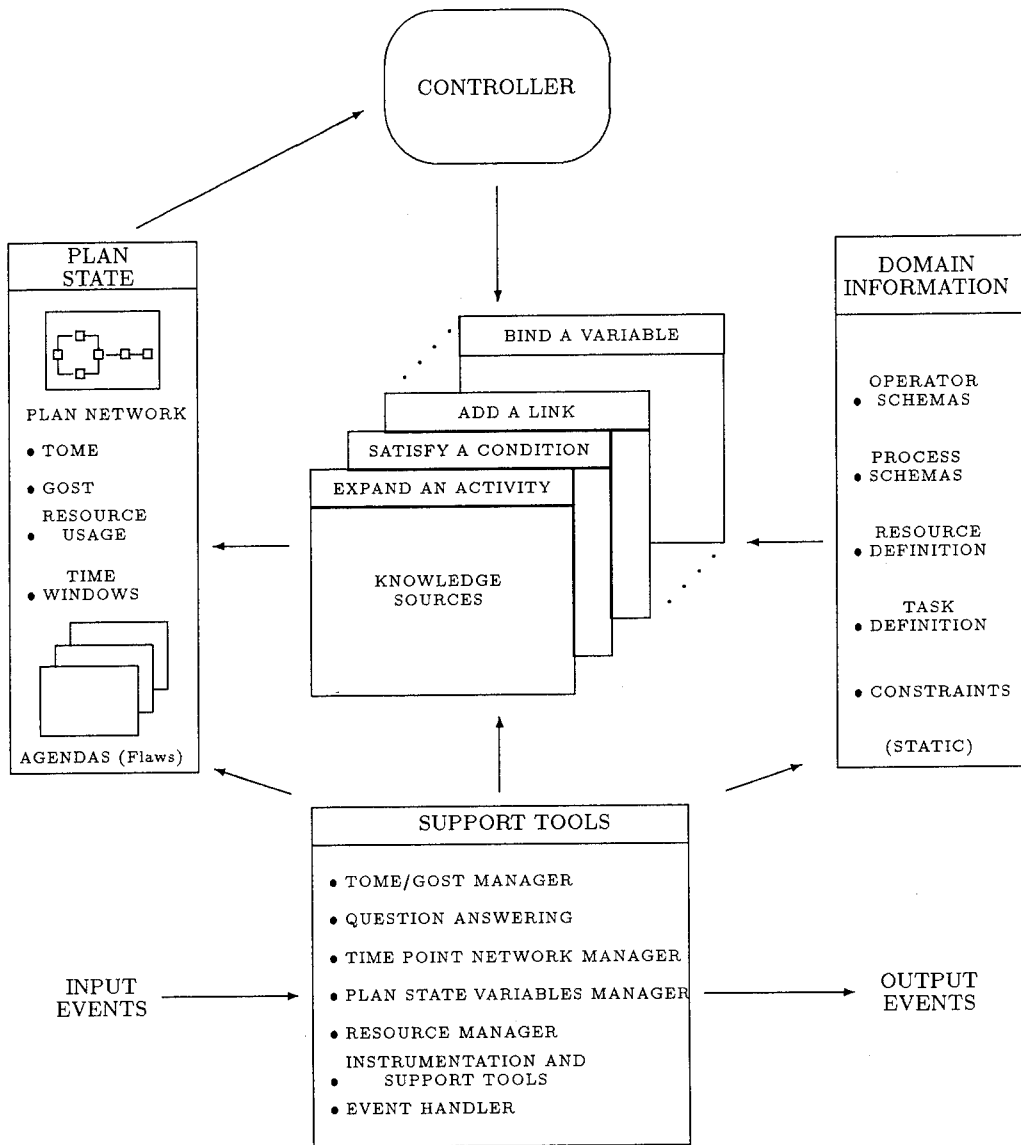 CONTROLLER
PLAN
STATE
PLAN NETWORK
• TOME
• GOST
RESOURCE
• USAGE
TIME
• WINDOWS
AGENDAS (Flaws)
BIND A VARIABLE
ADD A LINK
SATISFY A CONDITION
EXPAND AN ACTIVITY
KNOWLEDGE
SOURCES
DOMAIN
INFORMATION
OPERATOR
• SCHEMAS
PROCESS
• SCHEMAS
RESOURCE
• DEFINITION
TASK
• DEFINITION
• CONSTRAINTS
(STATIC)
SUPPORT TOOLS
• TOME/GOST MANAGER
• QUESTION ANSWERING
• TIME POINT NETWORK MANAGER
• PLAN STATE VARIABLES MANAGER
• RESOURCE MANAGER
INSTRUMENTATION AND
• SUPPORT TOOLS
• EVENT HANDLER
INPUT
EVENTS
OUTPUT
EVENTS